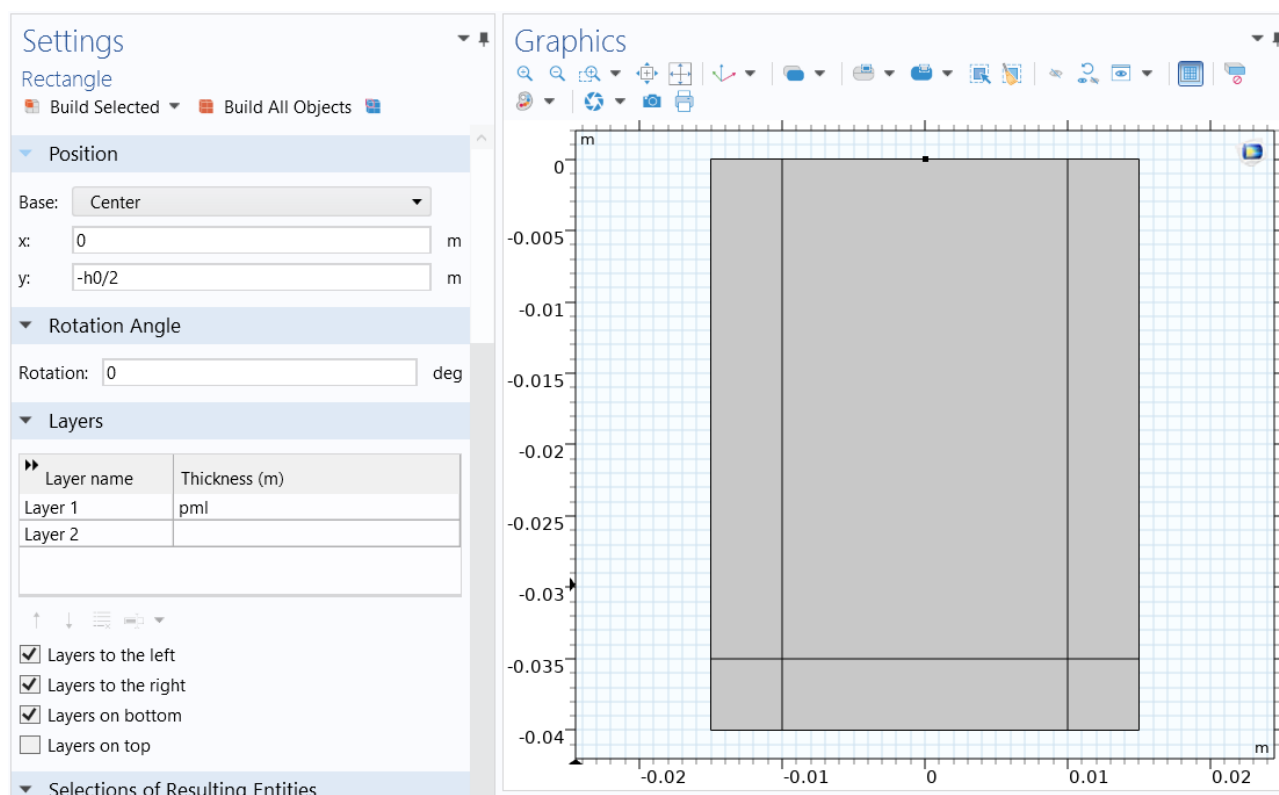 Settings
Rectangle
Build Selected Build All Objects
Position
Base: Center
x: 0 m
y: -h0/2 m
Rotation Angle
Rotation: 0 deg
Layers
Layer name Thickness (m)
Layer 1 pml
Layer 2
Layers to the left
Layers to the right
Layers on bottom
Layers on top
Selections of Resulting Entities
Graphics
m
0
-0.005
-0.01
-0.015
-0.02
-0.025
-0.03
-0.035
-0.04
m
-0.02 -0.01 0 0.01 0.02